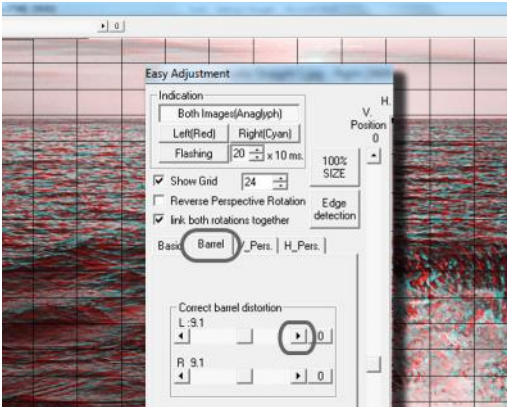 0
Easy Adjustment
Indication
Both Images(Anaglyph)
Left(Red) Right(Cyan)
Flashing 20 x 10 ms.
Show Grid 24
Reverse Perspective Rotation
link both rotations together
100%
SIZE
Edge
detection
H.
V.
Position
0
Basic Barrel V_Pers. H_Pers.
Correct barrel distortion
L :9.1
0
R 9.1
0